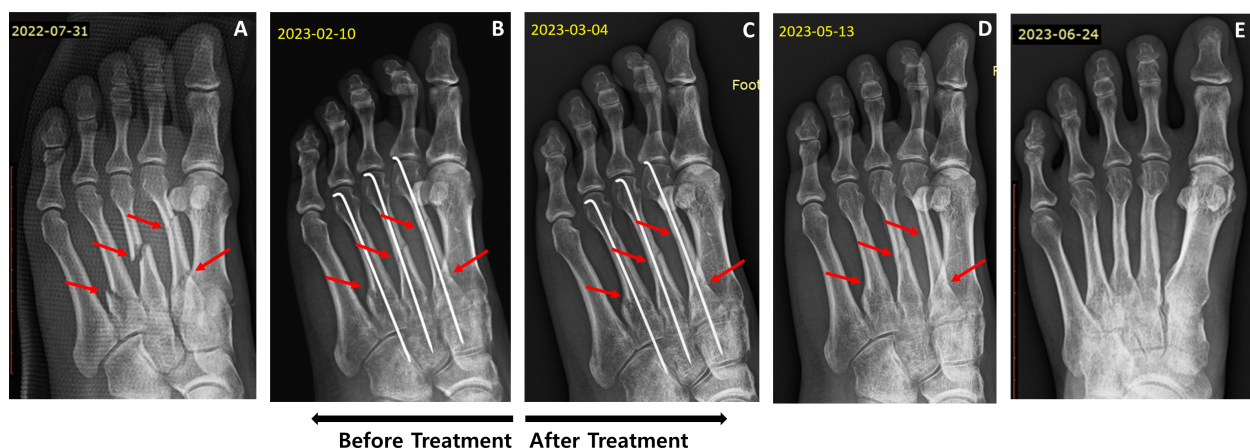 2022-07-31
A
2023-02-10
B
2023-03-04
C
Foot
2023-05-13
D
F
2023-06-24
E
Before Treatment
After Treatment